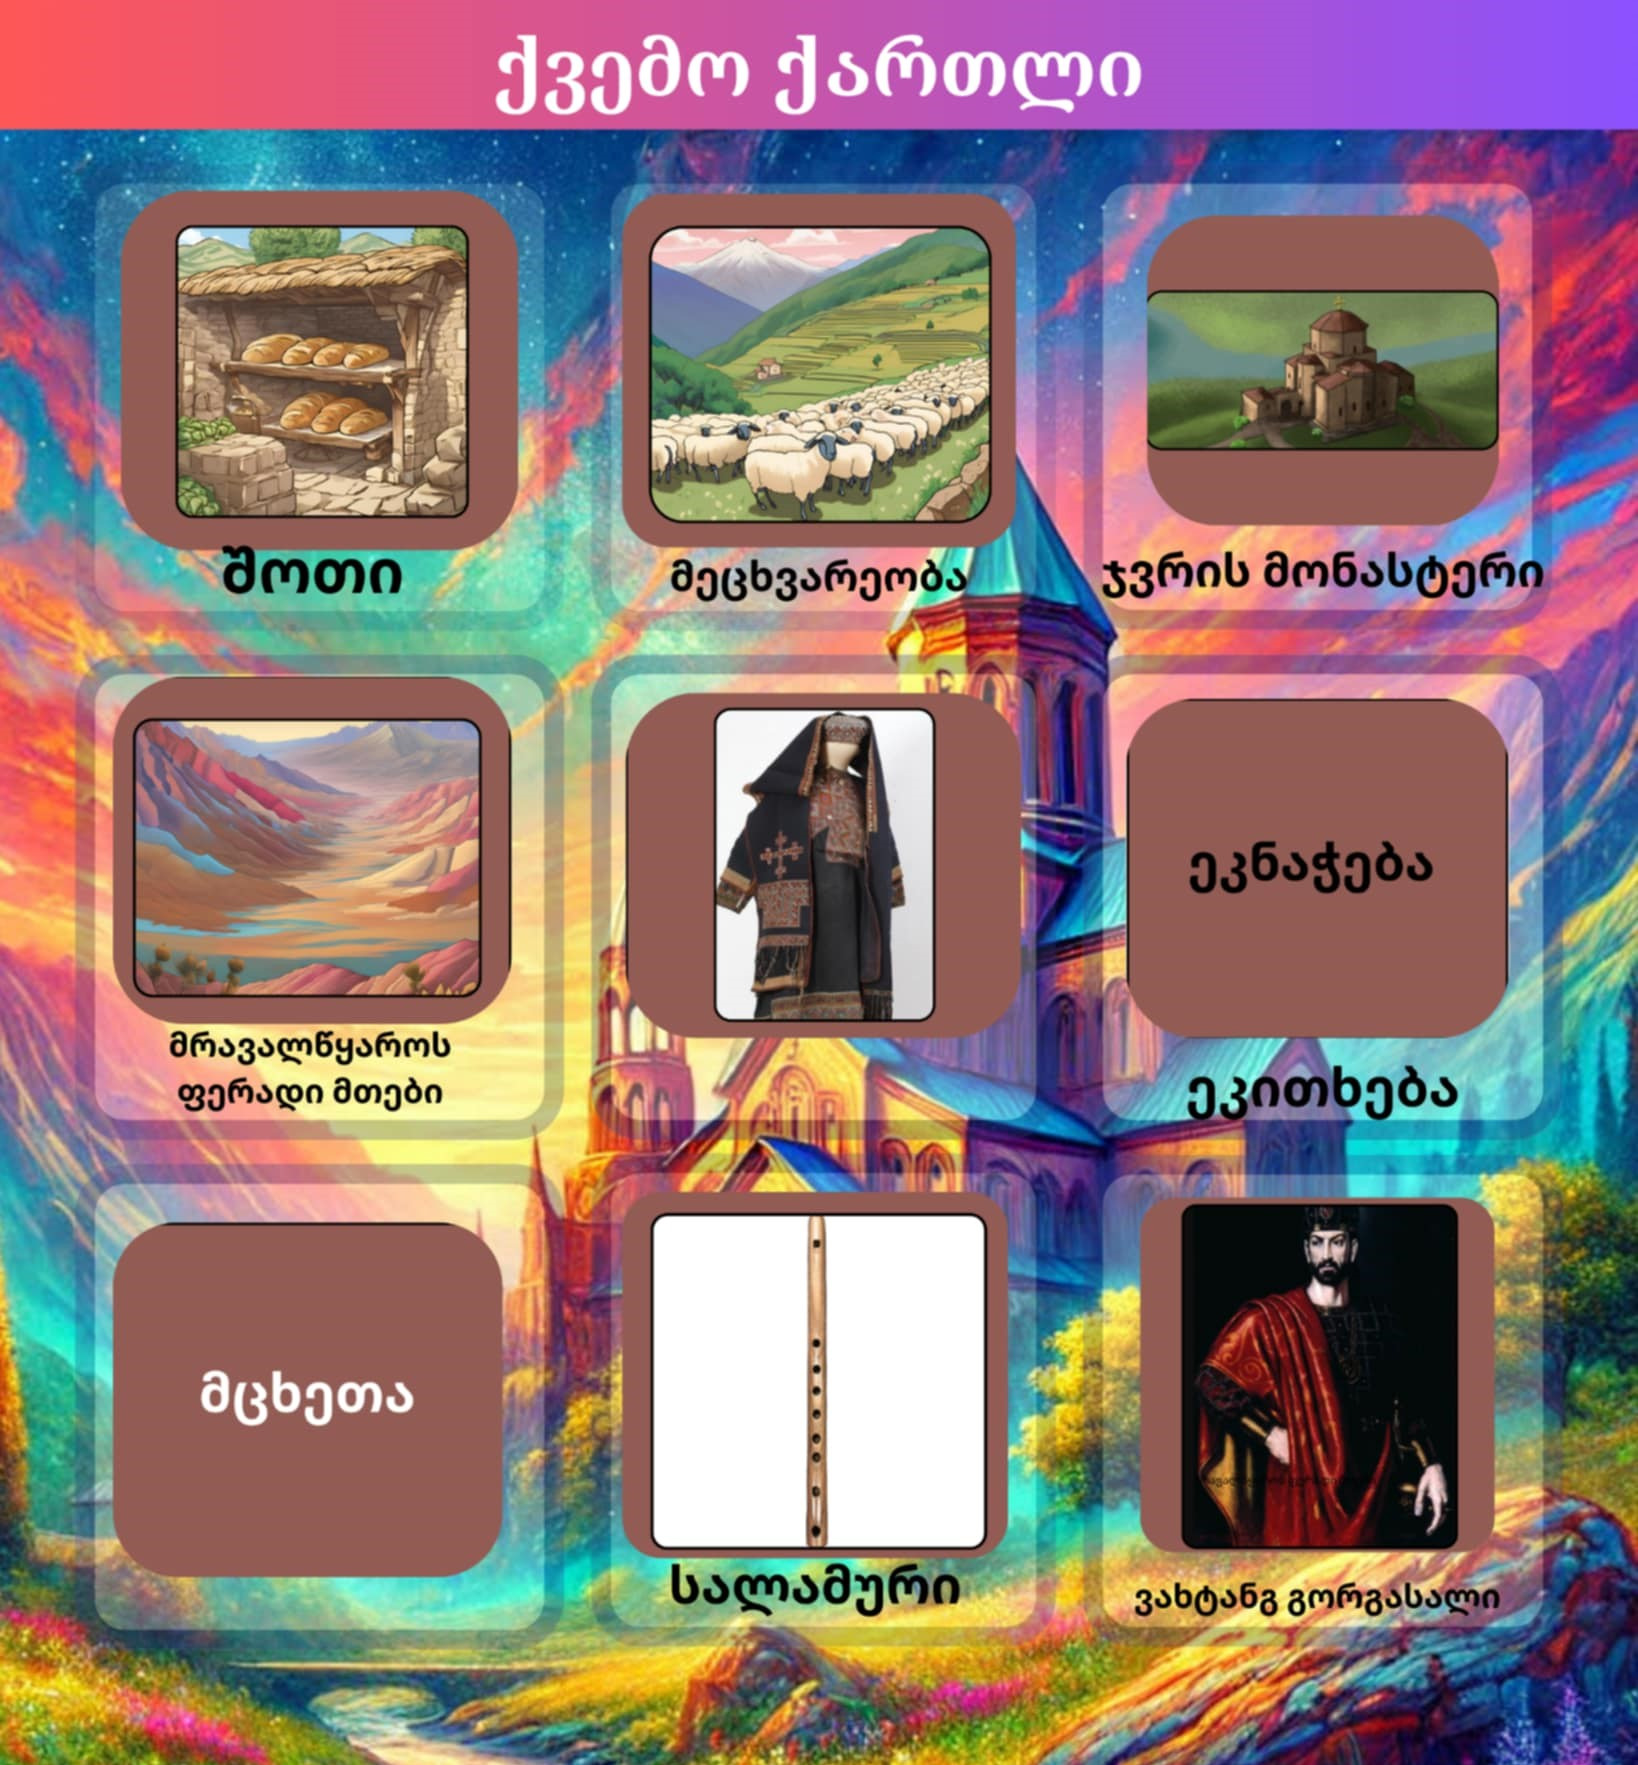 ქვემო ქართლი
შოთი
მეცხვარეობა
ჯვრის მონასტერი
მრავალწყაროს
ფერადი მთები
ეკნაჭება
ეკითხება
მცხეთა
სალამური
ვახტანგ გორგასალი